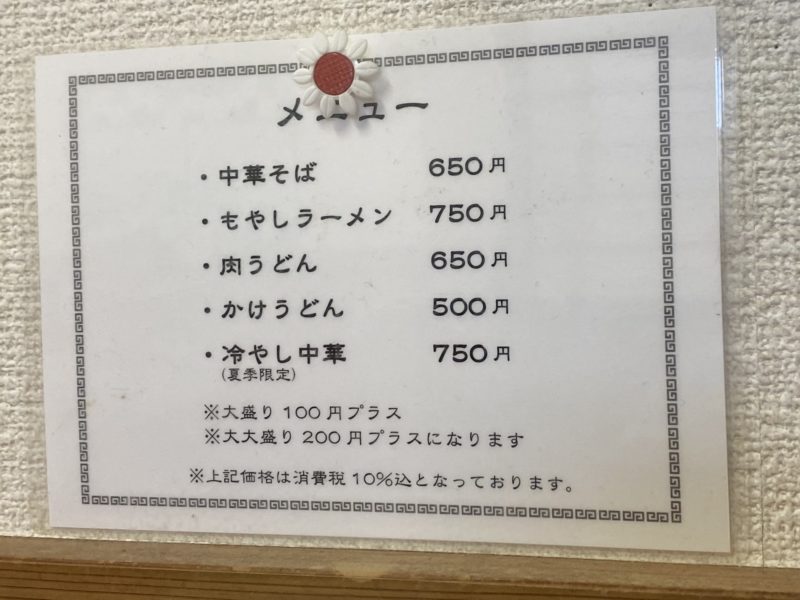 メニュー
・中華そば 650円
・もやしラーメン 750円
・肉うどん 650円
・かけうどん 500円
・冷やし中華 750円
(夏季限定)
※大盛り100円プラス
※大大盛り200円プラスになります
※上記価格は消費税10%込となっております。